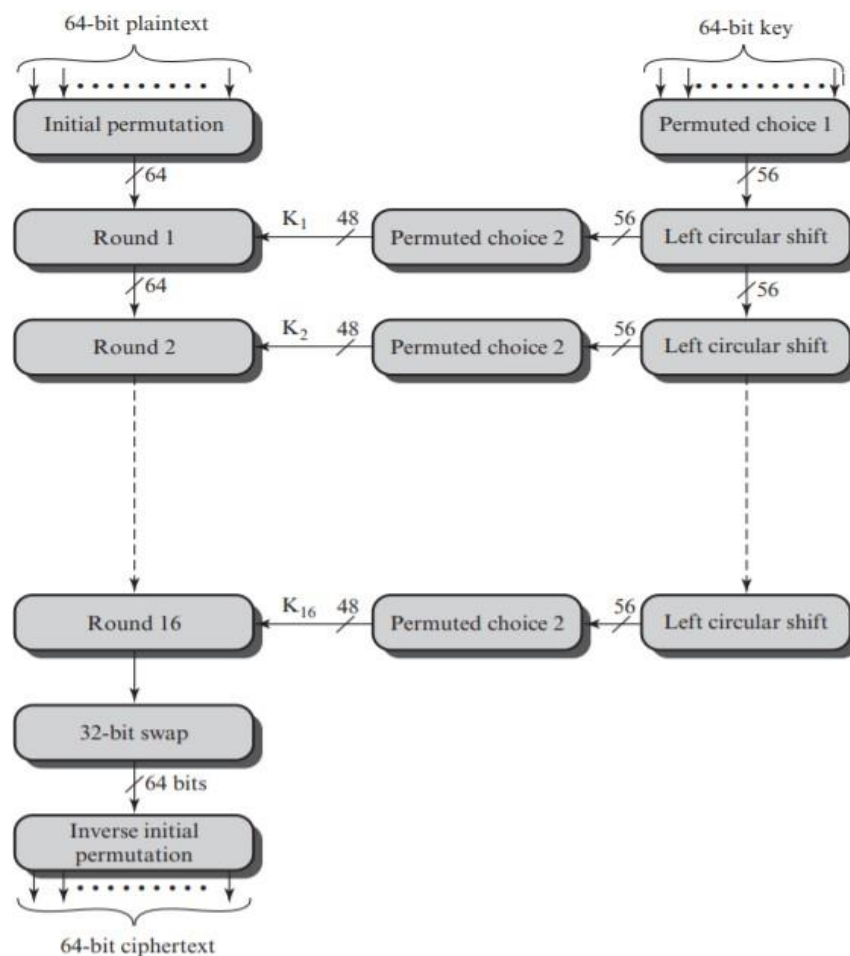 64-bit plaintext
64-bit key
Initial permutation
Permuted choice 1
64
56
K1
48
56
Round 1
Permuted choice 2
Left circular shift
64
56
K2
48
56
Round 2
Permuted choice 2
Left circular shift
K16
48
56
Round 16
Permuted choice 2
Left circular shift
32-bit swap
64 bits
Inverse initial
permutation
64-bit ciphertext